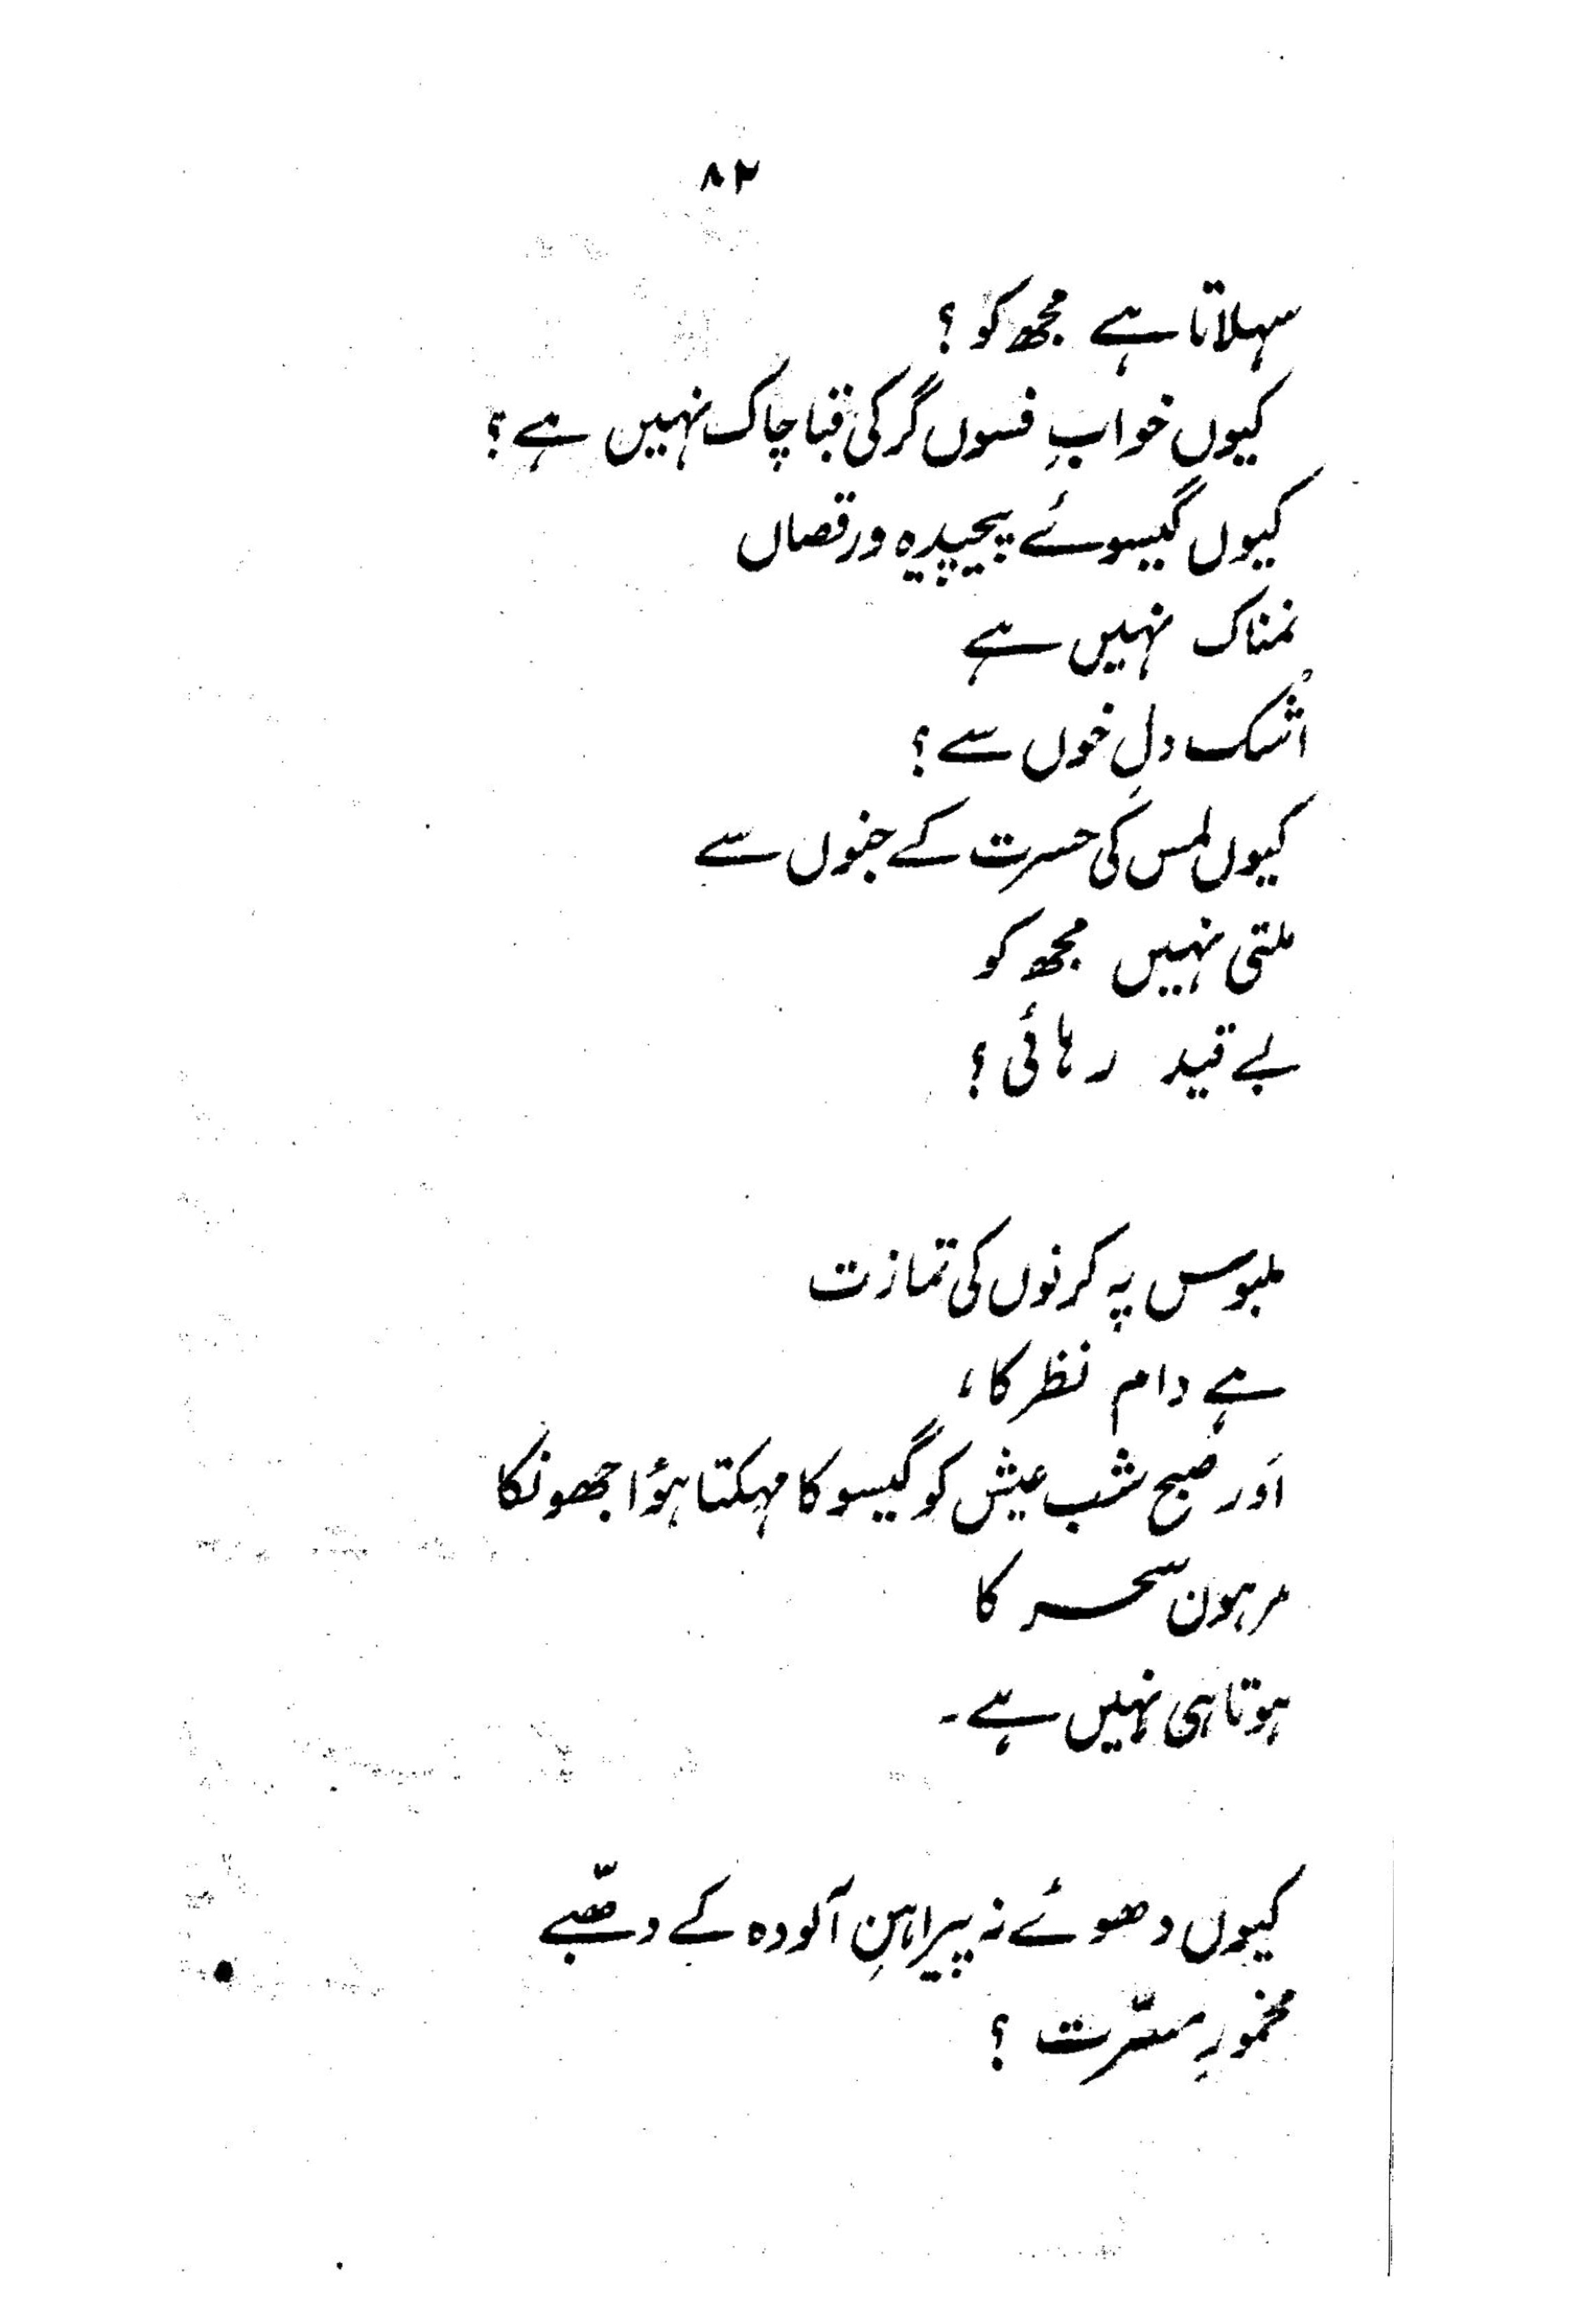 ۸۲
سہلاتا ہے مجھ کو ؟
کیوں خوابِ فسوں گر کی قبا چاک نہیں ہے ؟
کیوں گیسوئے پیچیدہ و رقصاں
نمناک نہیں ہے
اشک دلِ خوں سے ؟
کیوں لمس کی حسرت کے جنوں سے
ملتی نہیں مجھ کو
بے قید رہائی ؟
ملبوس پہ کرنوں کی تمازت
ہے دام نظر کا،
اَور صبح شب عیش کو گیسو کا مہکتا ہؤا جھونکا
مرہون سحر کا
ہوتا ہی نہیں ہے۔
کیوں دھوئے نہ پیراہنِ آلودہ کے دھبّے
مخمورِ مسرّت ؟